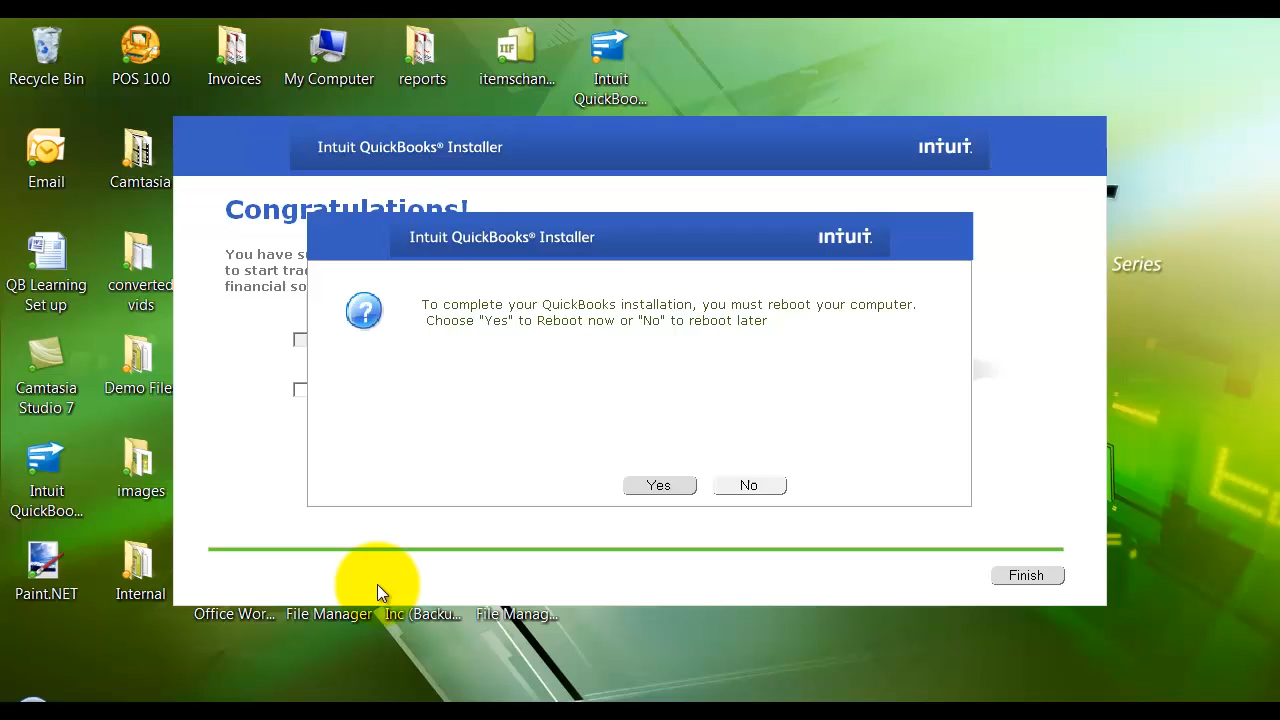 Recycle Bin
POS 10.0
Invoices
My Computer
reports
IIF
itemschan...
Intuit
QuickBoo...
Email
Camtasia
QB Learning
Set up
converted
vids
Camtasia
Studio 7
Demo File
Intuit
QuickBoo...
images
Paint.NET
Internal
Office Wor...
File Manager
Inc (Backu...
File Manag...
Series
Intuit QuickBooks® Installer
intuit.
Congratulations!
You have s
to start tra
financial so
Intuit QuickBooks® Installer
intuit.
To complete your QuickBooks installation, you must reboot your computer.
Choose "Yes" to Reboot now or "No" to reboot later
Yes
No
Finish